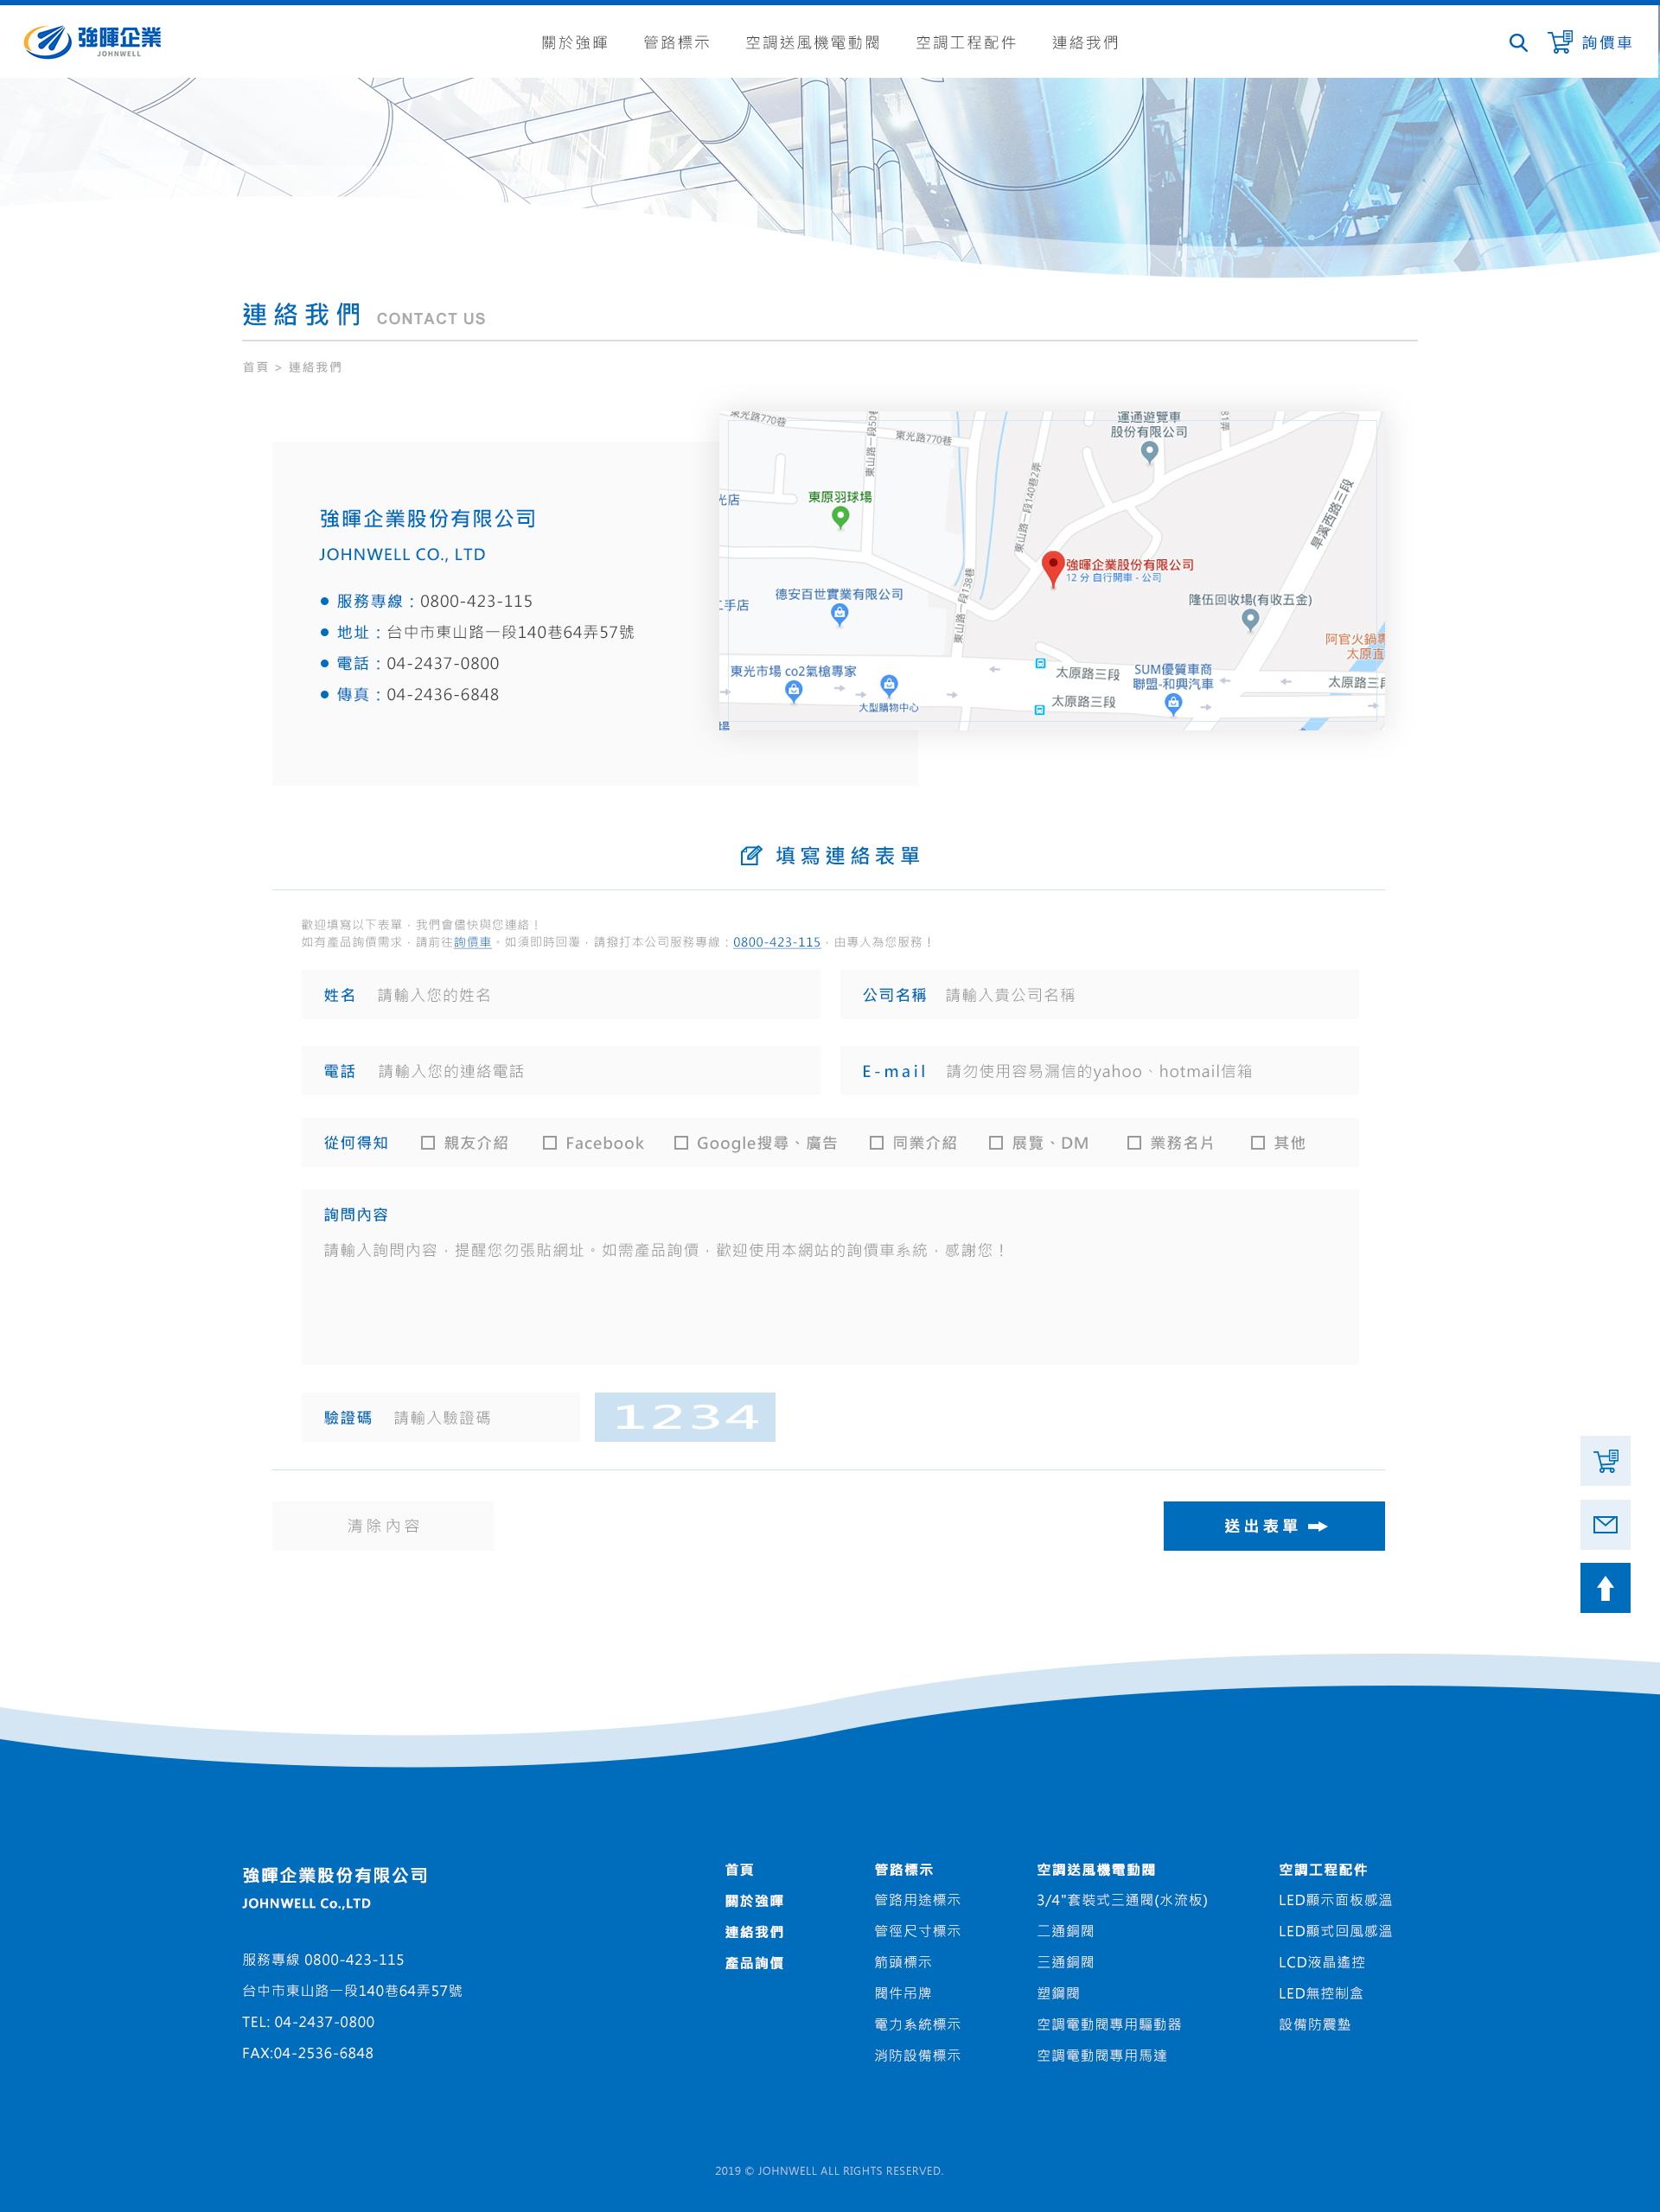 強暉企業
JOHNWELL
關於強暉 管路標示 空調送風機電動閥 空調工程配件 連絡我們
詢價車
連絡我們 CONTACT US
首頁 > 連絡我們
強暉企業股份有限公司
JOHNWELL CO., LTD
服務專線：0800-423-115
地址：台中市東山路一段140巷64弄57號
電話：04-2437-0800
傳真：04-2436-6848
東光路770巷
東山路一段50巷
東光路770巷
運通遊覽車
股份有限公司
81弄
光店
東原羽球場
東山路一段140巷2弄
旱溪西路三段
強暉企業股份有限公司
12 分 自行開車 - 公司
二手店
德安百世實業有限公司
東山路一段138巷
隆伍回收場(有收五金)
阿官火鍋專
太原直
東光市場 co2氣槍專家
大型購物中心
太原路三段
太原路三段
SUM優質車商
聯盟-和興汽車
太原路三段
場
填寫連絡表單
歡迎填寫以下表單，我們會儘快與您連絡！
如有產品詢價需求，請前往詢價車。如須即時回覆，請撥打本公司服務專線：0800-423-115，由專人為您服務！
姓名 請輸入您的姓名
公司名稱 請輸入貴公司名稱
電話 請輸入您的連絡電話
E-mail 請勿使用容易漏信的yahoo、hotmail信箱
從何得知 親友介紹 Facebook Google搜尋、廣告 同業介紹 展覽、DM 業務名片 其他
詢問內容
請輸入詢問內容，提醒您勿張貼網址。如需產品詢價，歡迎使用本網站的詢價車系統，感謝您！
驗證碼 請輸入驗證碼
1234
清除內容
送出表單
強暉企業股份有限公司
JOHNWELL Co.,LTD
服務專線 0800-423-115
台中市東山路一段140巷64弄57號
TEL: 04-2437-0800
FAX:04-2536-6848
首頁
關於強暉
連絡我們
產品詢價
管路標示
管路用途標示
管徑尺寸標示
箭頭標示
閥件吊牌
電力系統標示
消防設備標示
空調送風機電動閥
3/4"套裝式三通閥(水流板)
二通銅閥
三通銅閥
塑鋼閥
空調電動閥專用驅動器
空調電動閥專用馬達
空調工程配件
LED顯示面板感溫
LED顯式回風感溫
LCD液晶遙控
LED無控制盒
設備防震墊
2019 © JOHNWELL ALL RIGHTS RESERVED.